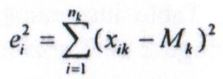 $e_i^2 = \sum_{i=1}^{n_k} (x_{ik} - M_k)^2$